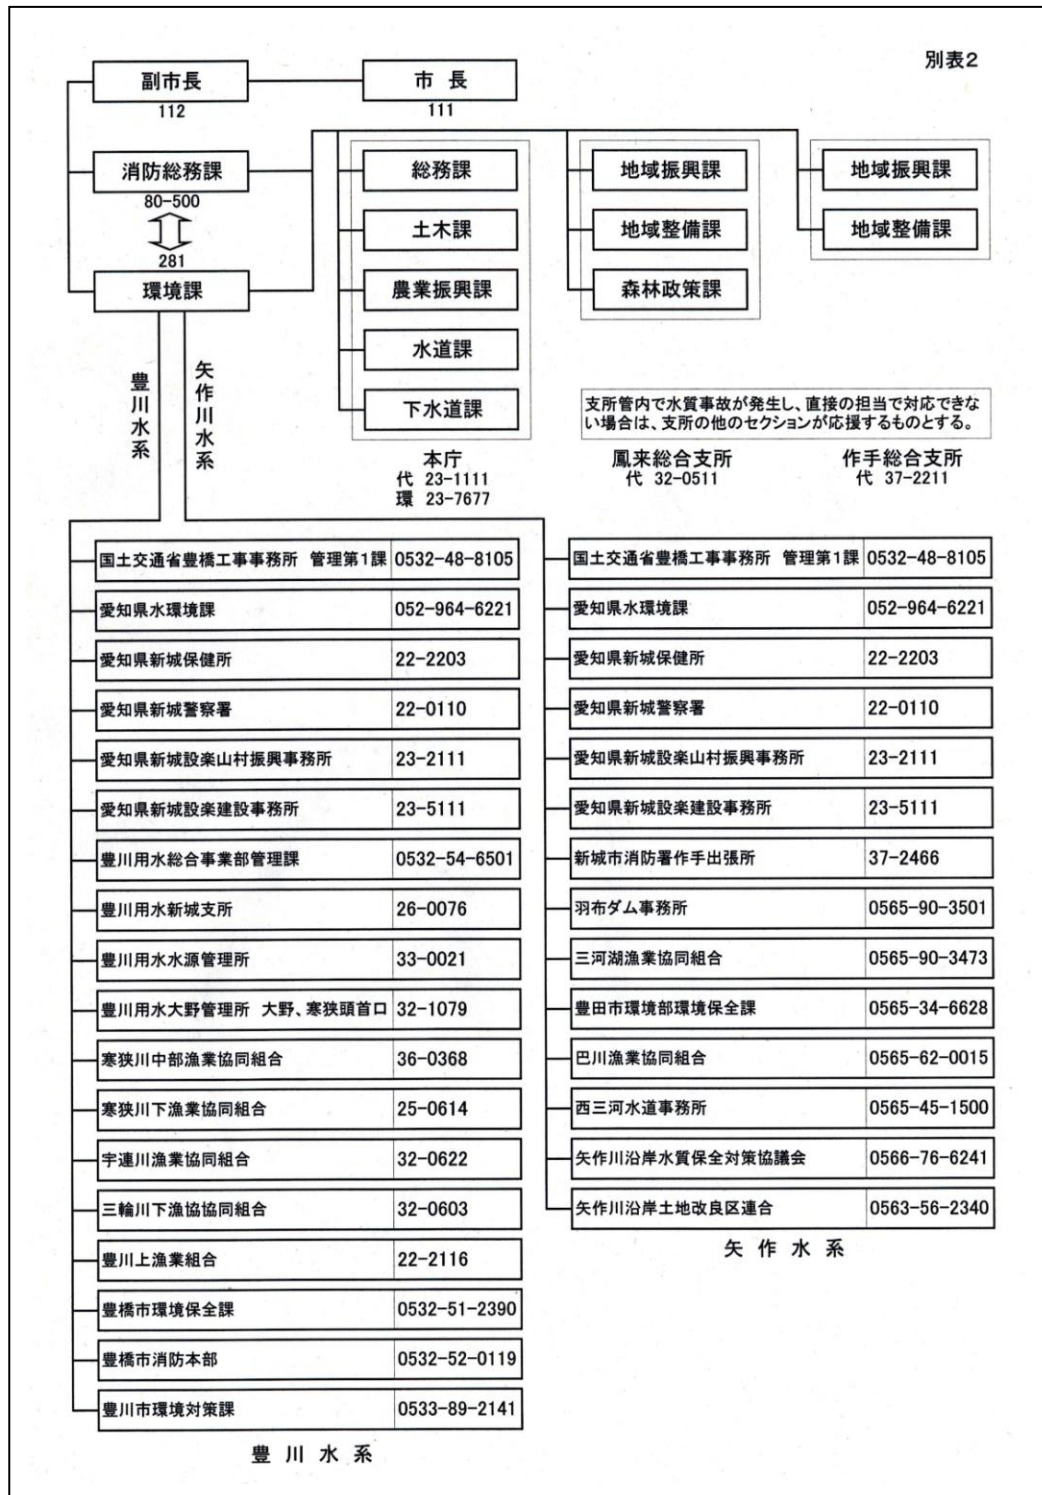 別表2
副市長
112
市 長
111
消防総務課
80-500
281
環境課
総務課
土木課
農業振興課
水道課
下水道課
本庁
代 23-1111
環 23-7677
地域振興課
地域整備課
森林政策課
地域振興課
地域整備課
支所管内で水質事故が発生し、直接の担当で対応できな
い場合は、支所の他のセクションが応援するものとする。
鳳来総合支所
代 32-0511
作手総合支所
代 37-2211
豊川水系
矢作川水系
国土交通省豊橋工事事務所 管理第1課 0532-48-8105
愛知県水環境課 052-964-6221
愛知県新城保健所 22-2203
愛知県新城警察署 22-0110
愛知県新城設楽山村振興事務所 23-2111
愛知県新城設楽建設事務所 23-5111
豊川用水総合事業部管理課 0532-54-6501
豊川用水新城支所 26-0076
豊川用水水源管理所 33-0021
豊川用水大野管理所 大野、寒狭頭首口 32-1079
寒狭川中部漁業協同組合 36-0368
寒狭川下漁業協同組合 25-0614
宇連川漁業協同組合 32-0622
三輪川下漁協協同組合 32-0603
豊川上漁業組合 22-2116
豊橋市環境保全課 0532-51-2390
豊橋市消防本部 0532-52-0119
豊川市環境対策課 0533-89-2141
豊 川 水 系
国土交通省豊橋工事事務所 管理第1課 0532-48-8105
愛知県水環境課 052-964-6221
愛知県新城保健所 22-2203
愛知県新城警察署 22-0110
愛知県新城設楽山村振興事務所 23-2111
愛知県新城設楽建設事務所 23-5111
新城市消防署作手出張所 37-2466
羽布ダム事務所 0565-90-3501
三河湖漁業協同組合 0565-90-3473
豊田市環境部環境保全課 0565-34-6628
巴川漁業協同組合 0565-62-0015
西三河水道事務所 0565-45-1500
矢作川沿岸水質保全対策協議会 0566-76-6241
矢作川沿岸土地改良区連合 0563-56-2340
矢 作 水 系